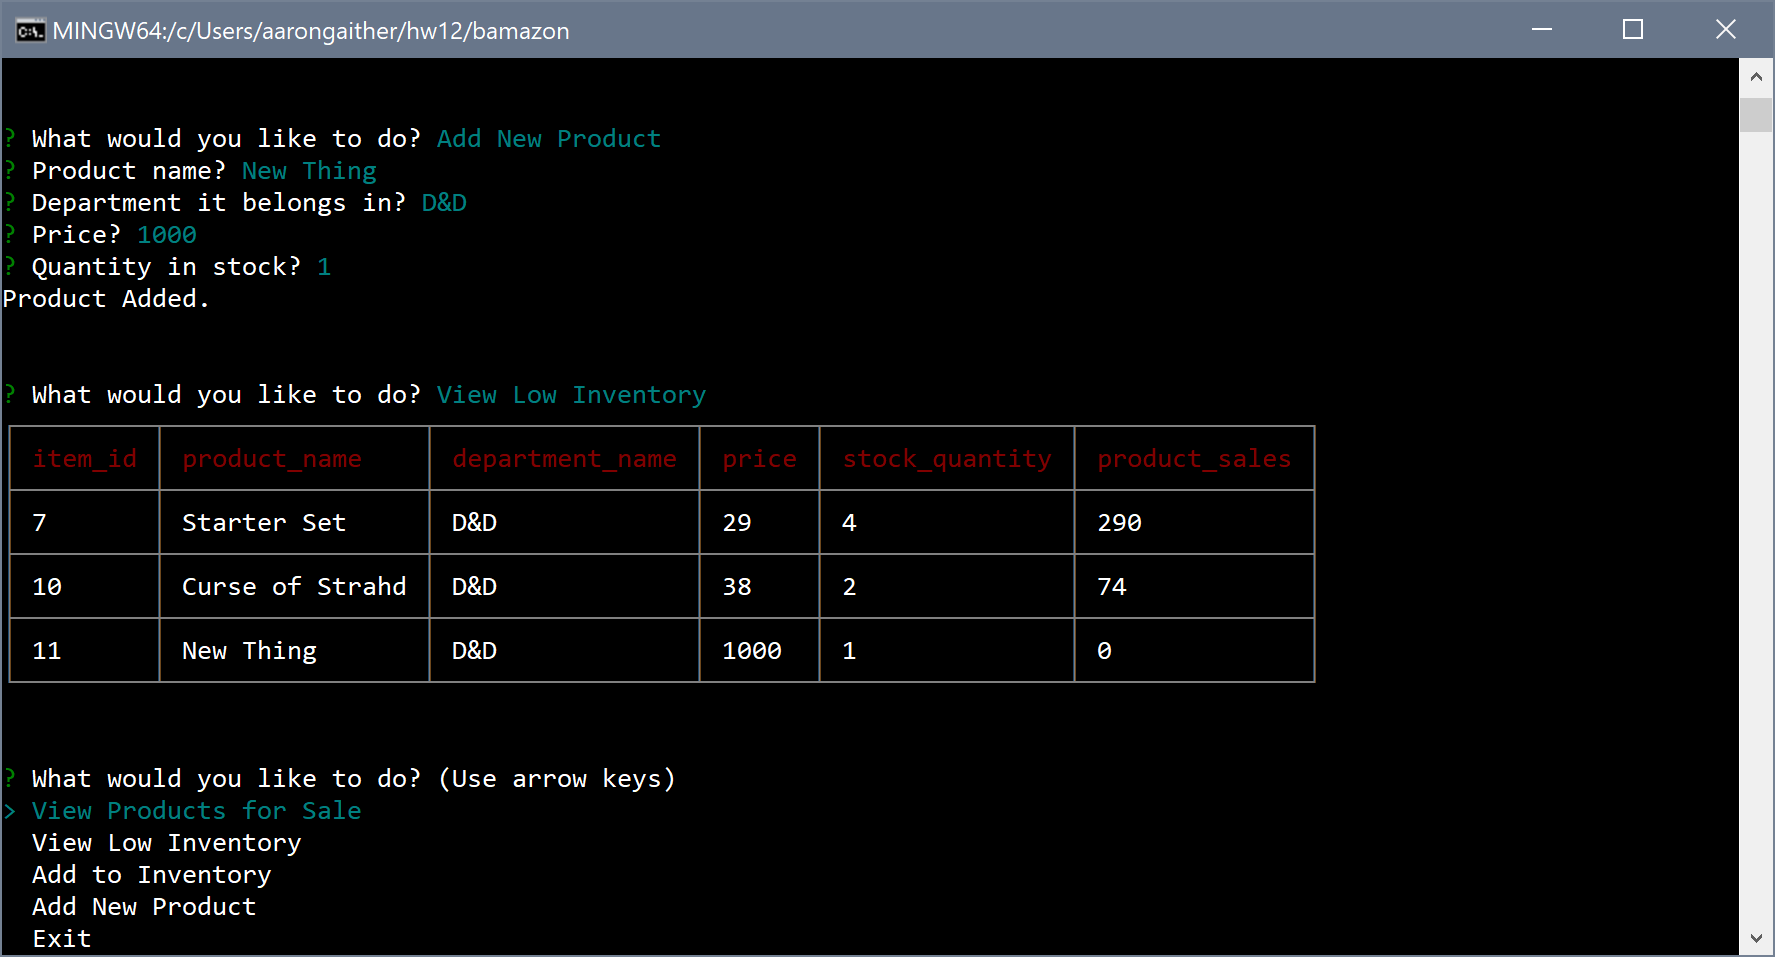 MINGW64:/c/Users/aarongaither/hw12/bamazon
? What would you like to do? Add New Product
? Product name? New Thing
? Department it belongs in? D&D
? Price? 1000
? Quantity in stock? 1
Product Added.
? What would you like to do? View Low Inventory
item_id product_name department_name price stock_quantity product_sales
7 Starter Set D&D 29 4 290
10 Curse of Strahd D&D 38 2 74
11 New Thing D&D 1000 1 0
? What would you like to do? (Use arrow keys)
> View Products for Sale
View Low Inventory
Add to Inventory
Add New Product
Exit